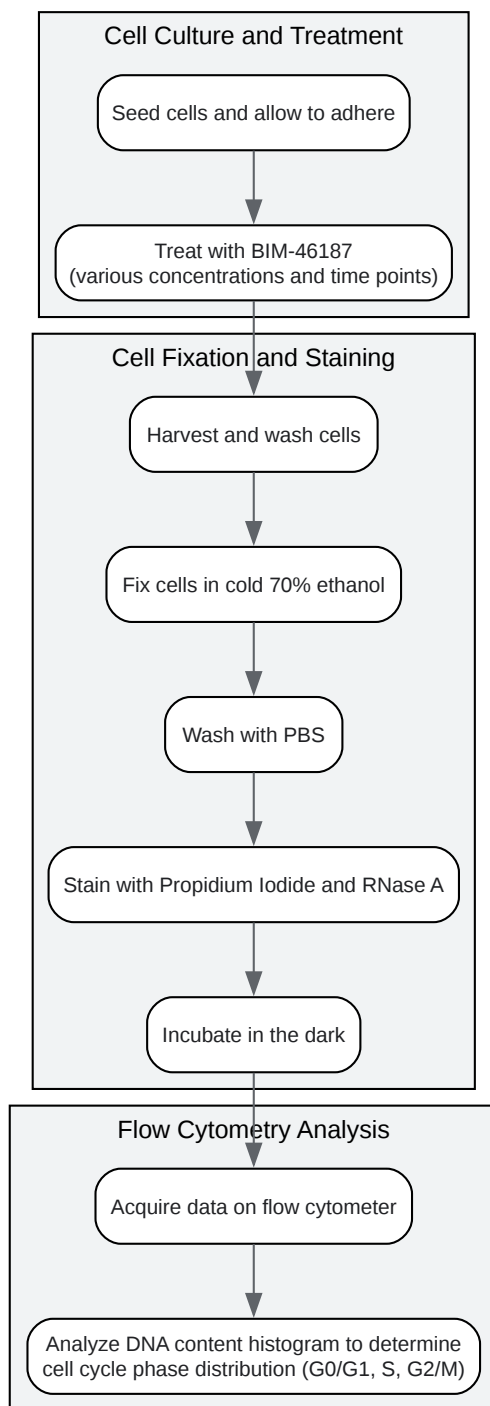 Cell Culture and Treatment
Seed cells and allow to adhere
Treat with BIM-46187
(various concentrations and time points)
Cell Fixation and Staining
Harvest and wash cells
Fix cells in cold 70% ethanol
Wash with PBS
Stain with Propidium Iodide and RNase A
Incubate in the dark
Flow Cytometry Analysis
Acquire data on flow cytometer
Analyze DNA content histogram to determine
cell cycle phase distribution (G0/G1, S, G2/M)